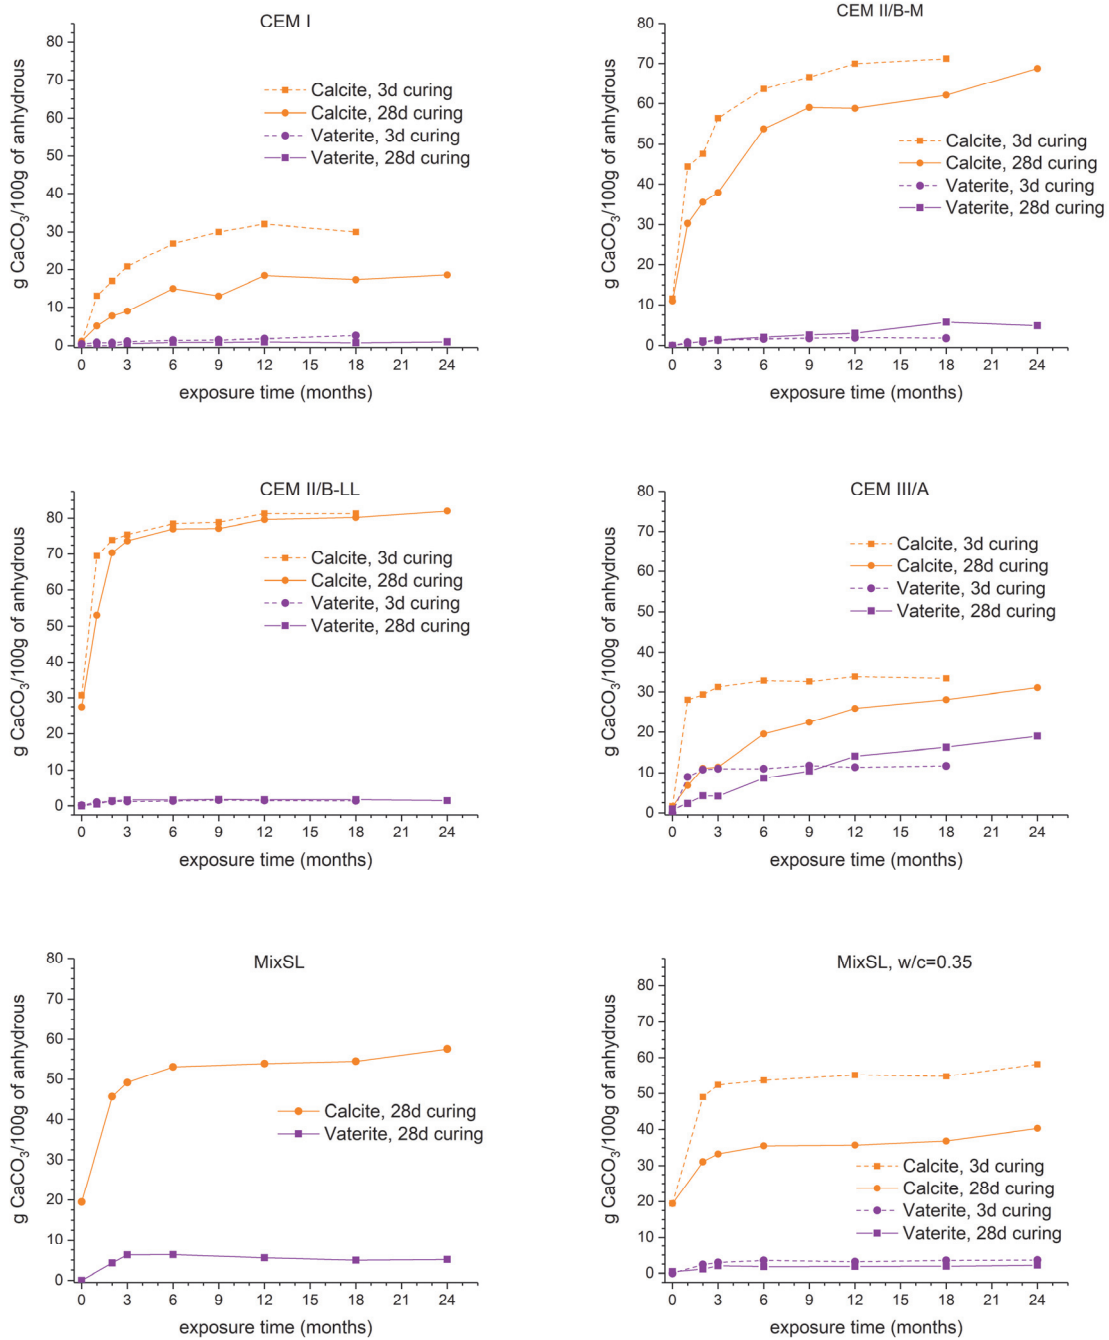 CEM I
g CaCO3/100g of anhydrous
80
70
60
50
40
30
20
10
0
Calcite, 3d curing
Calcite, 28d curing
Vaterite, 3d curing
Vaterite, 28d curing
0 3 6 9 12 15 18 21 24
exposure time (months)
CEM II/B-M
g CaCO3/100g of anhydrous
80
70
60
50
40
30
20
10
0
Calcite, 3d curing
Calcite, 28d curing
Vaterite, 3d curing
Vaterite, 28d curing
0 3 6 9 12 15 18 21 24
exposure time (months)
CEM II/B-LL
g CaCO3/100g of anhydrous
80
70
60
50
40
30
20
10
0
Calcite, 3d curing
Calcite, 28d curing
Vaterite, 3d curing
Vaterite, 28d curing
0 3 6 9 12 15 18 21 24
exposure time (months)
CEM III/A
g CaCO3/100g of anhydrous
80
70
60
50
40
30
20
10
0
Calcite, 3d curing
Calcite, 28d curing
Vaterite, 3d curing
Vaterite, 28d curing
0 3 6 9 12 15 18 21 24
exposure time (months)
MixSL
g CaCO3/100g of anhydrous
80
70
60
50
40
30
20
10
0
Calcite, 28d curing
Vaterite, 28d curing
0 3 6 9 12 15 18 21 24
exposure time (months)
MixSL, w/c=0.35
g CaCO3/100g of anhydrous
80
70
60
50
40
30
20
10
0
Calcite, 3d curing
Calcite, 28d curing
Vaterite, 3d curing
Vaterite, 28d curing
0 3 6 9 12 15 18 21 24
exposure time (months)